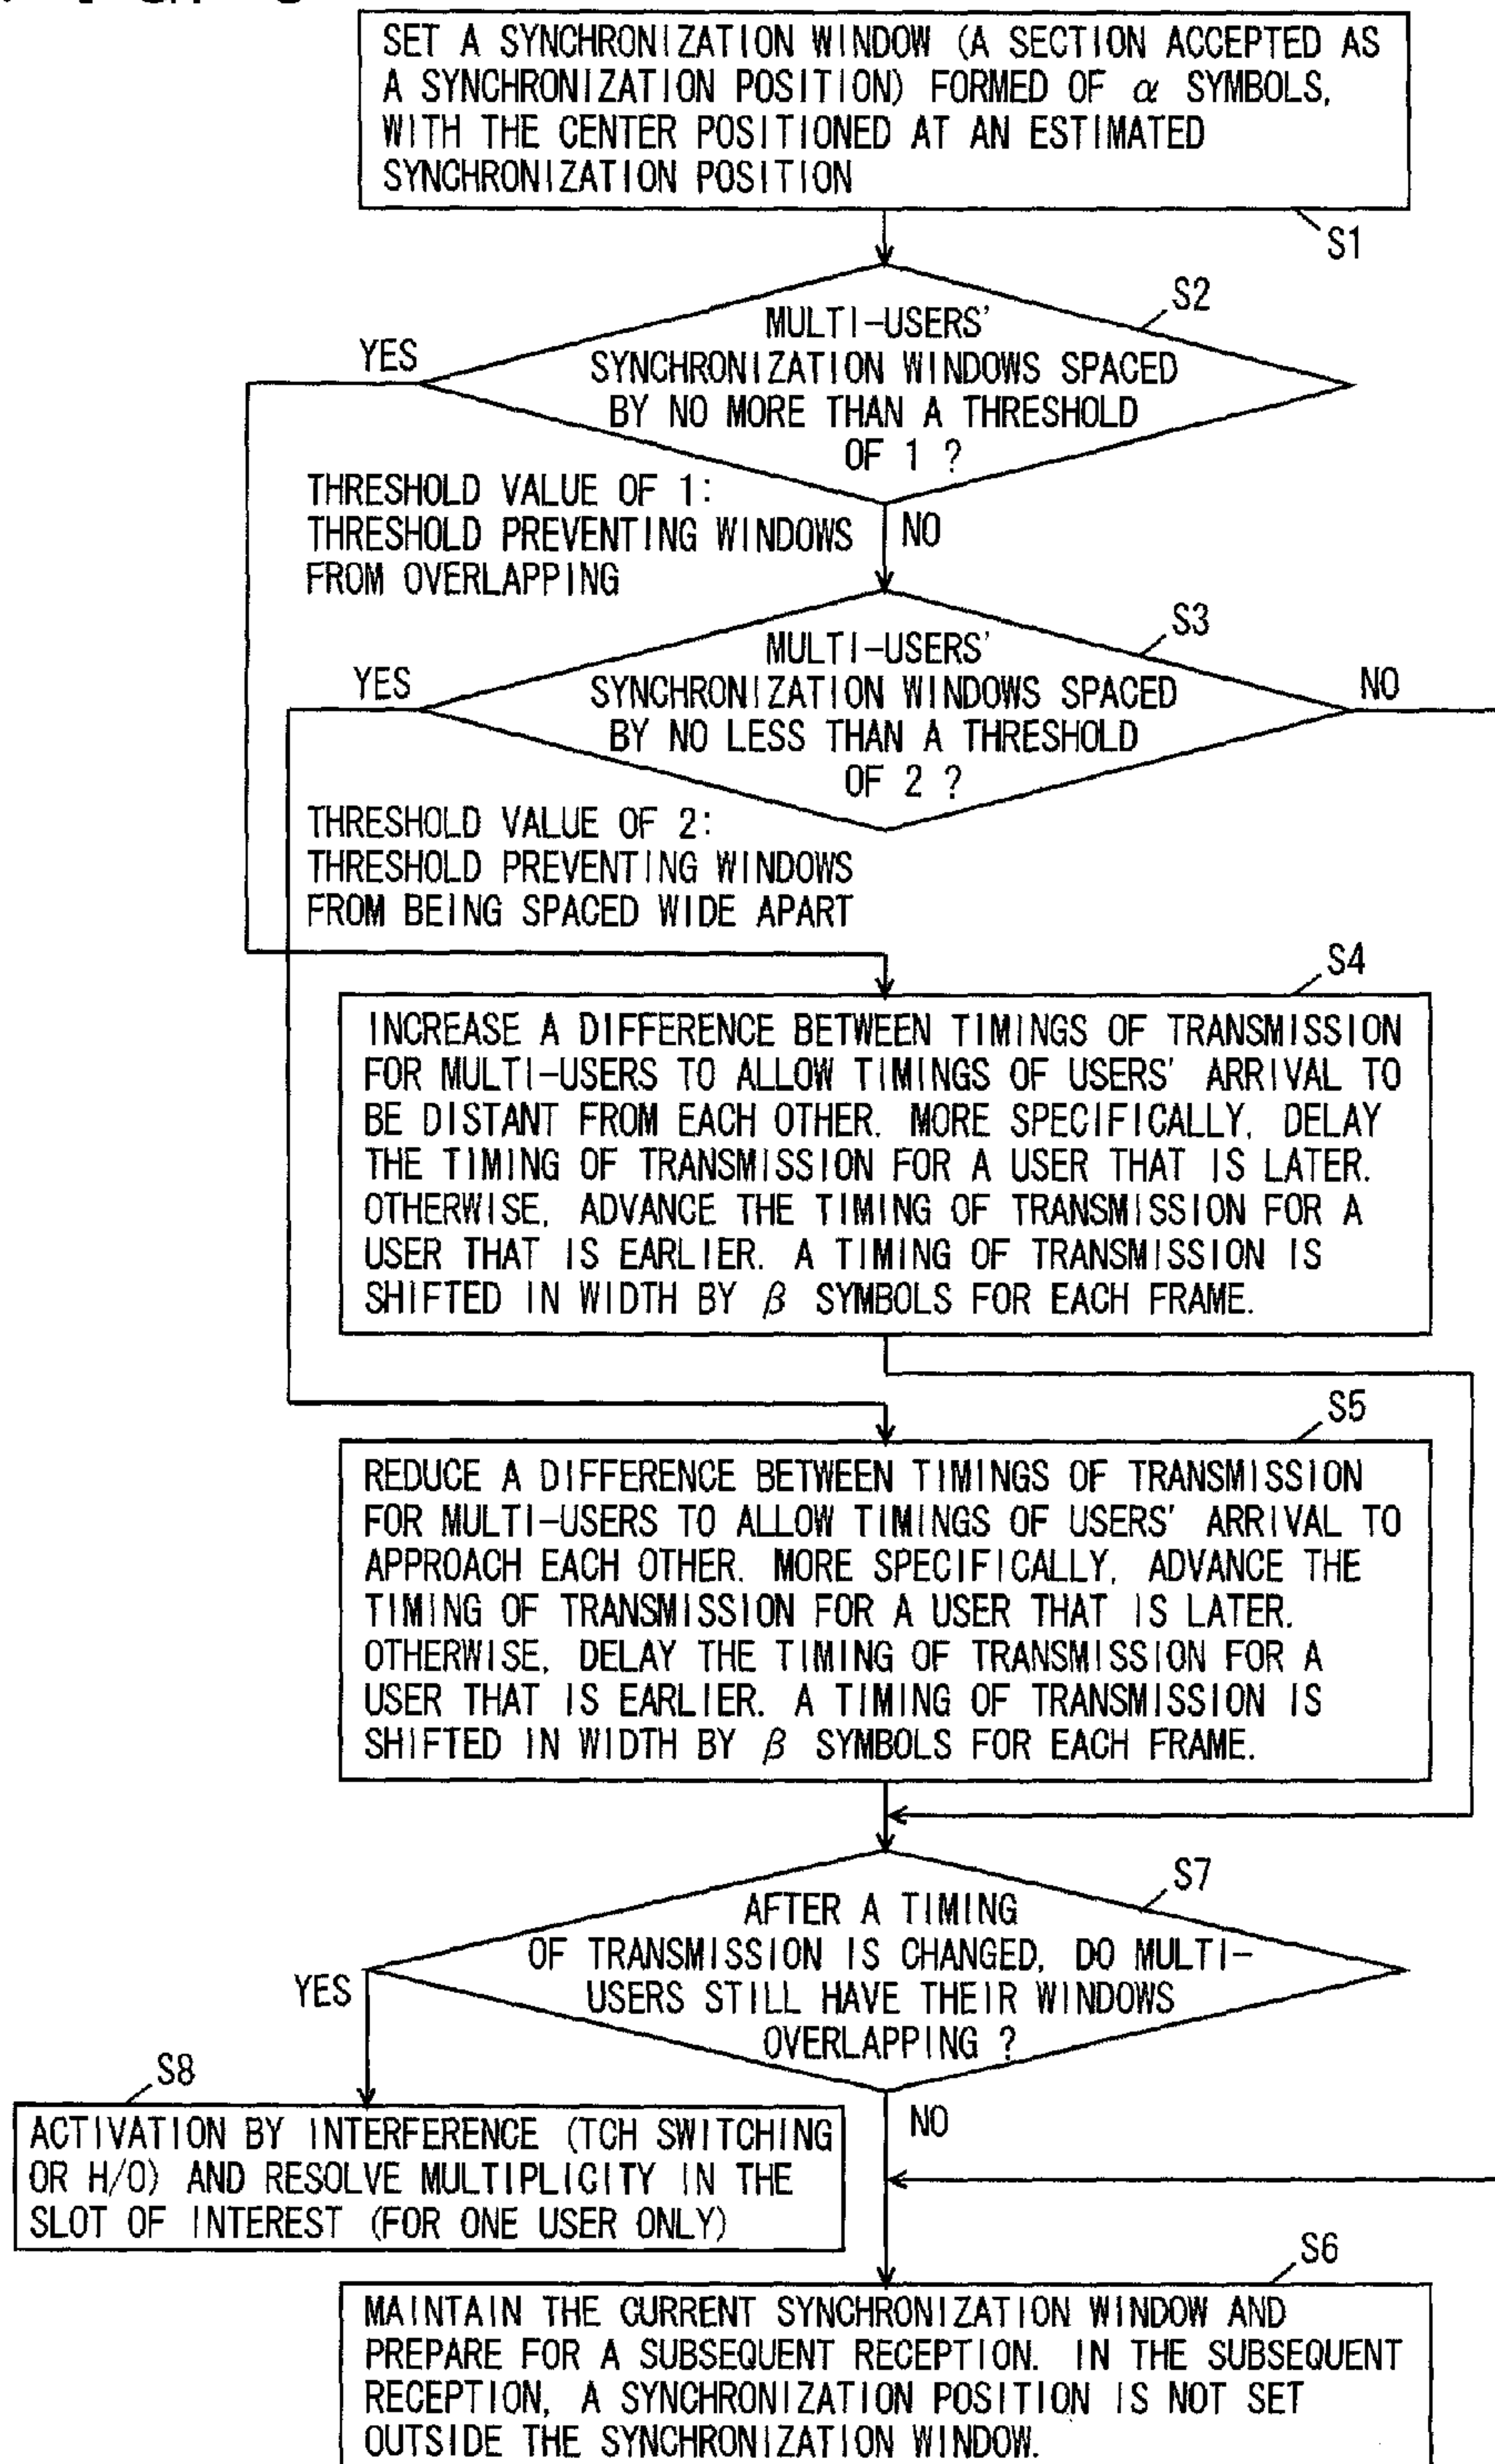 SET A SYNCHRONIZATION WINDOW (A SECTION ACCEPTED AS
A SYNCHRONIZATION POSITION) FORMED OF α SYMBOLS,
WITH THE CENTER POSITIONED AT AN ESTIMATED
SYNCHRONIZATION POSITION
S1
S2
MULTI-USERS'
SYNCHRONIZATION WINDOWS SPACED
BY NO MORE THAN A THRESHOLD
OF 1 ?
YES
THRESHOLD VALUE OF 1:
THRESHOLD PREVENTING WINDOWS
FROM OVERLAPPING
NO
S3
MULTI-USERS'
SYNCHRONIZATION WINDOWS SPACED
BY NO LESS THAN A THRESHOLD
OF 2 ?
YES
NO
THRESHOLD VALUE OF 2:
THRESHOLD PREVENTING WINDOWS
FROM BEING SPACED WIDE APART
S4
INCREASE A DIFFERENCE BETWEEN TIMINGS OF TRANSMISSION
FOR MULTI-USERS TO ALLOW TIMINGS OF USERS' ARRIVAL TO
BE DISTANT FROM EACH OTHER. MORE SPECIFICALLY, DELAY
THE TIMING OF TRANSMISSION FOR A USER THAT IS LATER.
OTHERWISE, ADVANCE THE TIMING OF TRANSMISSION FOR A
USER THAT IS EARLIER. A TIMING OF TRANSMISSION IS
SHIFTED IN WIDTH BY β SYMBOLS FOR EACH FRAME.
S5
REDUCE A DIFFERENCE BETWEEN TIMINGS OF TRANSMISSION
FOR MULTI-USERS TO ALLOW TIMINGS OF USERS' ARRIVAL TO
APPROACH EACH OTHER. MORE SPECIFICALLY, ADVANCE THE
TIMING OF TRANSMISSION FOR A USER THAT IS LATER.
OTHERWISE, DELAY THE TIMING OF TRANSMISSION FOR A
USER THAT IS EARLIER. A TIMING OF TRANSMISSION IS
SHIFTED IN WIDTH BY β SYMBOLS FOR EACH FRAME.
S7
AFTER A TIMING
OF TRANSMISSION IS CHANGED, DO MULTI-
USERS STILL HAVE THEIR WINDOWS
OVERLAPPING ?
YES
NO
S8
ACTIVATION BY INTERFERENCE (TCH SWITCHING
OR H/O) AND RESOLVE MULTIPLICITY IN THE
SLOT OF INTEREST (FOR ONE USER ONLY)
S6
MAINTAIN THE CURRENT SYNCHRONIZATION WINDOW AND
PREPARE FOR A SUBSEQUENT RECEPTION. IN THE SUBSEQUENT
RECEPTION, A SYNCHRONIZATION POSITION IS NOT SET
OUTSIDE THE SYNCHRONIZATION WINDOW.